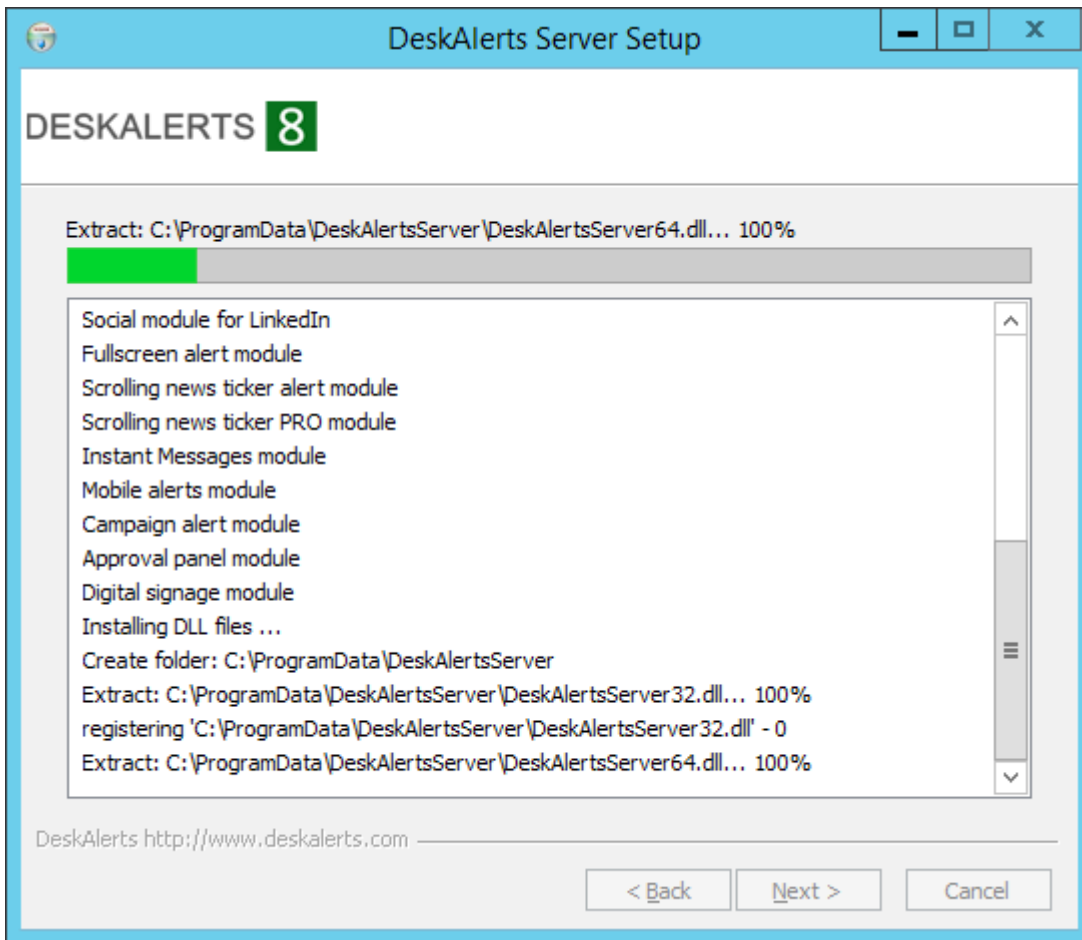 DeskAlerts Server Setup
DESKALERTS 8
Extract: C:\ProgramData\DeskAlertsServer\DeskAlertsServer64.dll... 100%
Social module for LinkedIn
Fullscreen alert module
Scrolling news ticker alert module
Scrolling news ticker PRO module
Instant Messages module
Mobile alerts module
Campaign alert module
Approval panel module
Digital signage module
Installing DLL files ...
Create folder: C:\ProgramData\DeskAlertsServer
Extract: C:\ProgramData\DeskAlertsServer\DeskAlertsServer32.dll... 100%
registering 'C:\ProgramData\DeskAlertsServer\DeskAlertsServer32.dll' - 0
Extract: C:\ProgramData\DeskAlertsServer\DeskAlertsServer64.dll... 100%
DeskAlerts http://www.deskalerts.com
< Back Next > Cancel